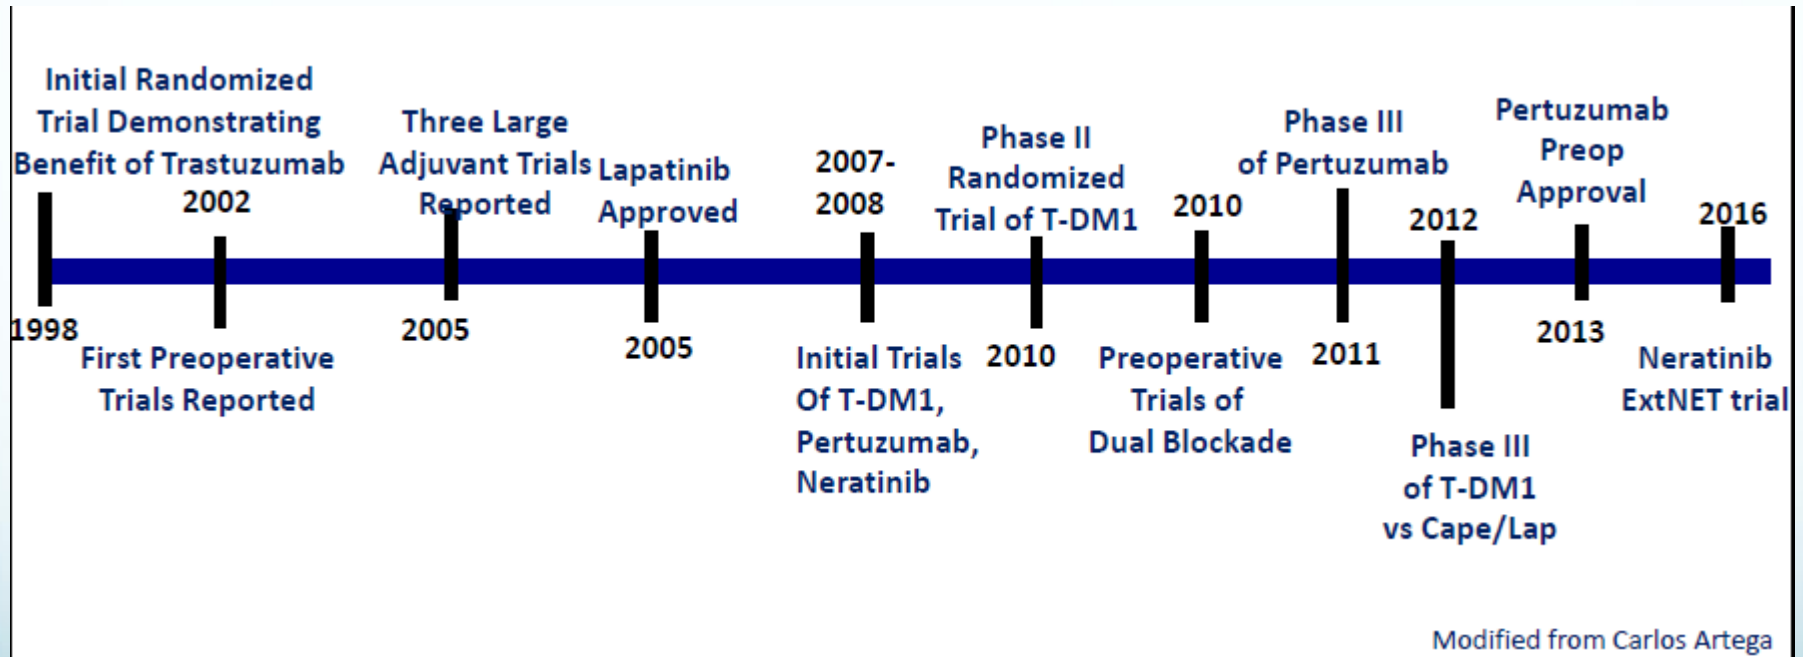 Initial Randomized
Trial Demonstrating
Benefit of Trastuzumab
1998
2002
First Preoperative
Trials Reported
Three Large
Adjuvant Trials
Reported
2005
Lapatinib
Approved
2005
2007-
2008
Initial Trials
Of T-DM1,
Pertuzumab,
Neratinib
Phase II
Randomized
Trial of T-DM1
2010
2010
Preoperative
Trials of
Dual Blockade
Phase III
of Pertuzumab
2011
2012
Phase III
of T-DM1
vs Cape/Lap
Pertuzumab
Preop
Approval
2013
2016
Neratinib
ExtNET trial
Modified from Carlos Artega